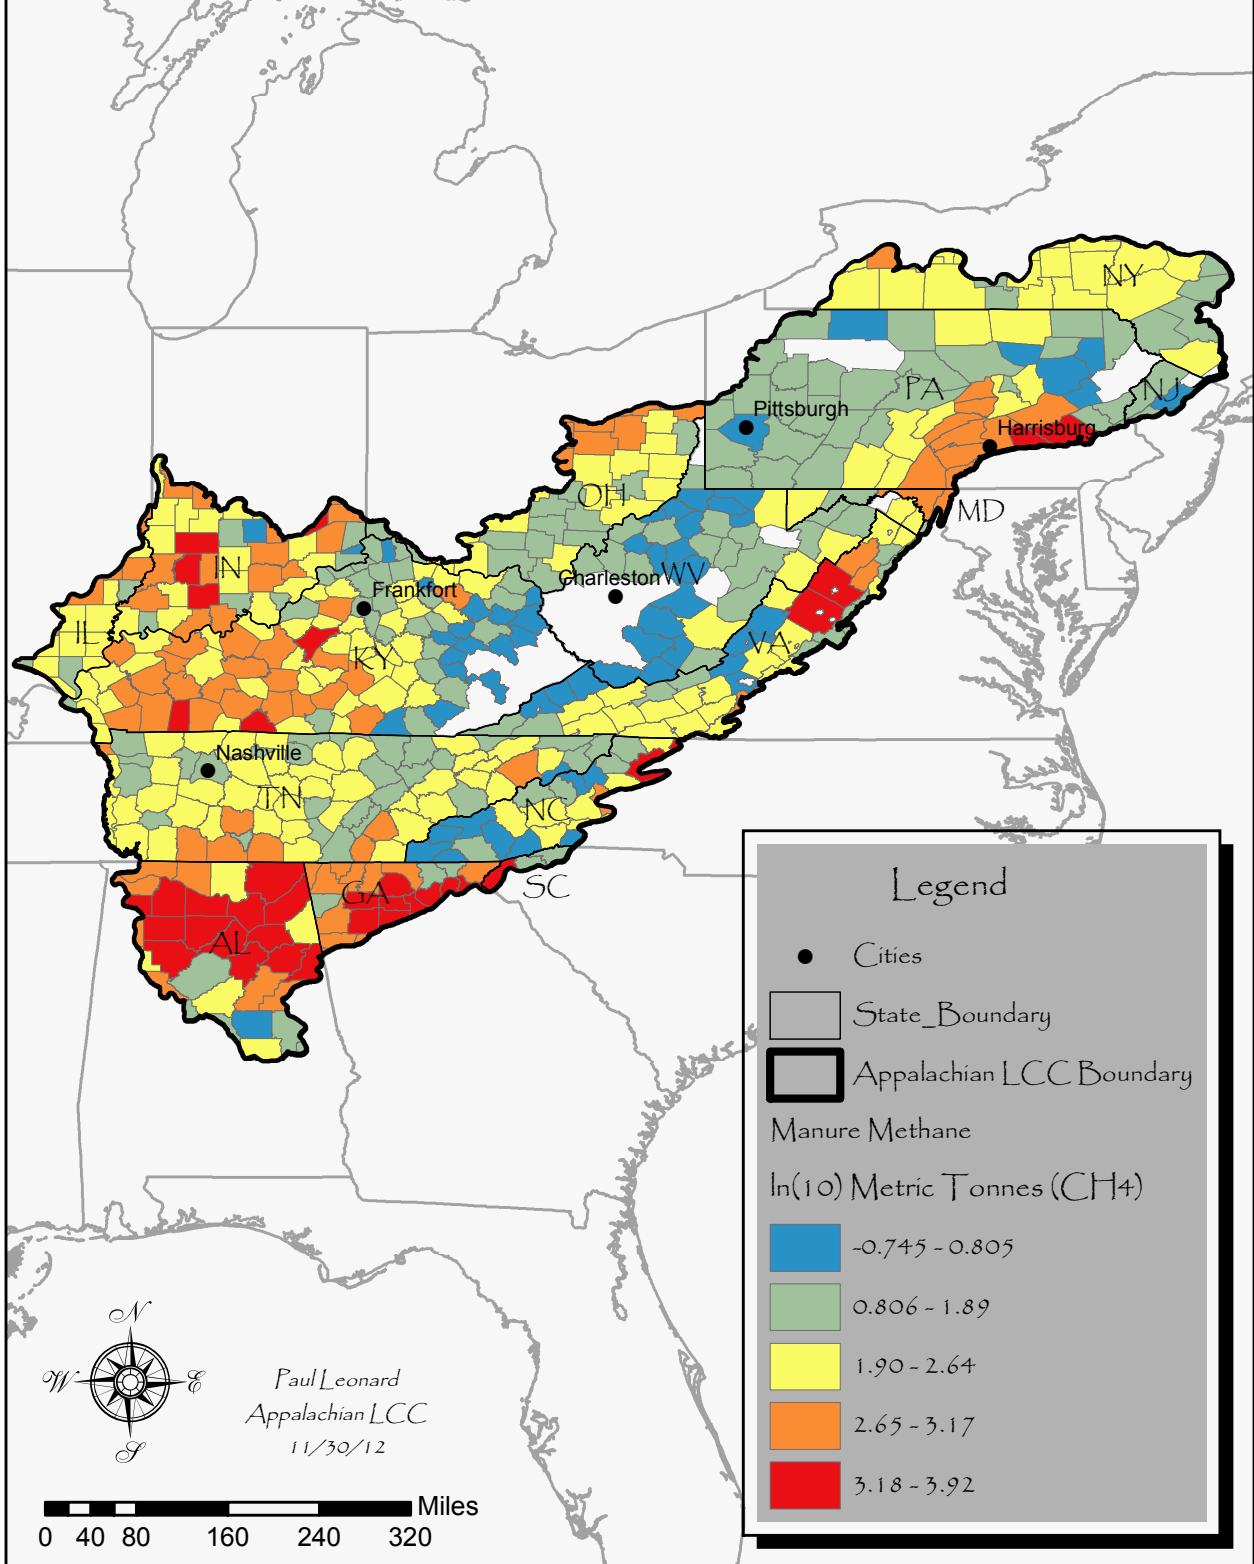 NY
PA
NJ
Pittsburgh
Harrisburg
OH
MD
IN
Charleston
WV
Frankfort
IL
KY
VA
Nashville
TN
NC
GA
SC
AL
Legend
Cities
State_Boundary
Appalachian LCC Boundary
Manure Methane
ln(10) Metric Tonnes (CH4)
-0.745 - 0.805
0.806 - 1.89
1.90 - 2.64
2.65 - 3.17
3.18 - 3.92
N
W E
S
Paul Leonard
Appalachian LCC
11/30/12
Miles
0 40 80 160 240 320